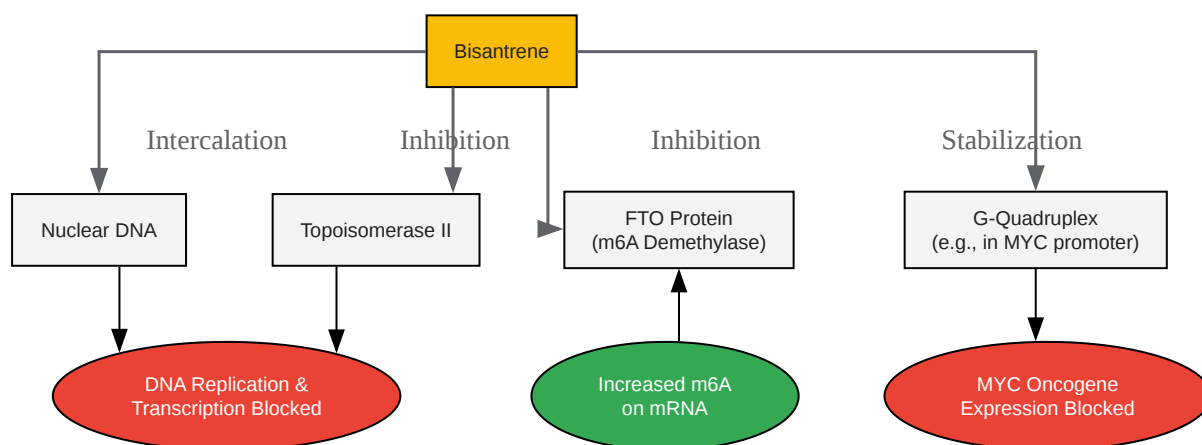 Bisantrene
Intercalation
Inhibition
Inhibition
Stabilization
Nuclear DNA
Topoisomerase II
FTO Protein
(m6A Demethylase)
G-Quadruplex
(e.g., in MYC promoter)
DNA Replication &
Transcription Blocked
Increased m6A
on mRNA
MYC Oncogene
Expression Blocked